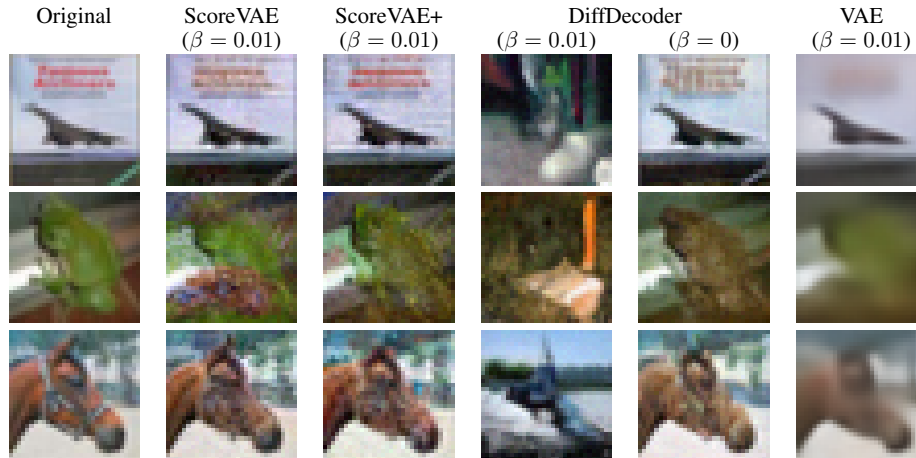 Original ScoreVAE ScoreVAE+ DiffDecoder VAE
(β = 0.01) (β = 0.01) (β = 0.01) (β = 0) (β = 0.01)